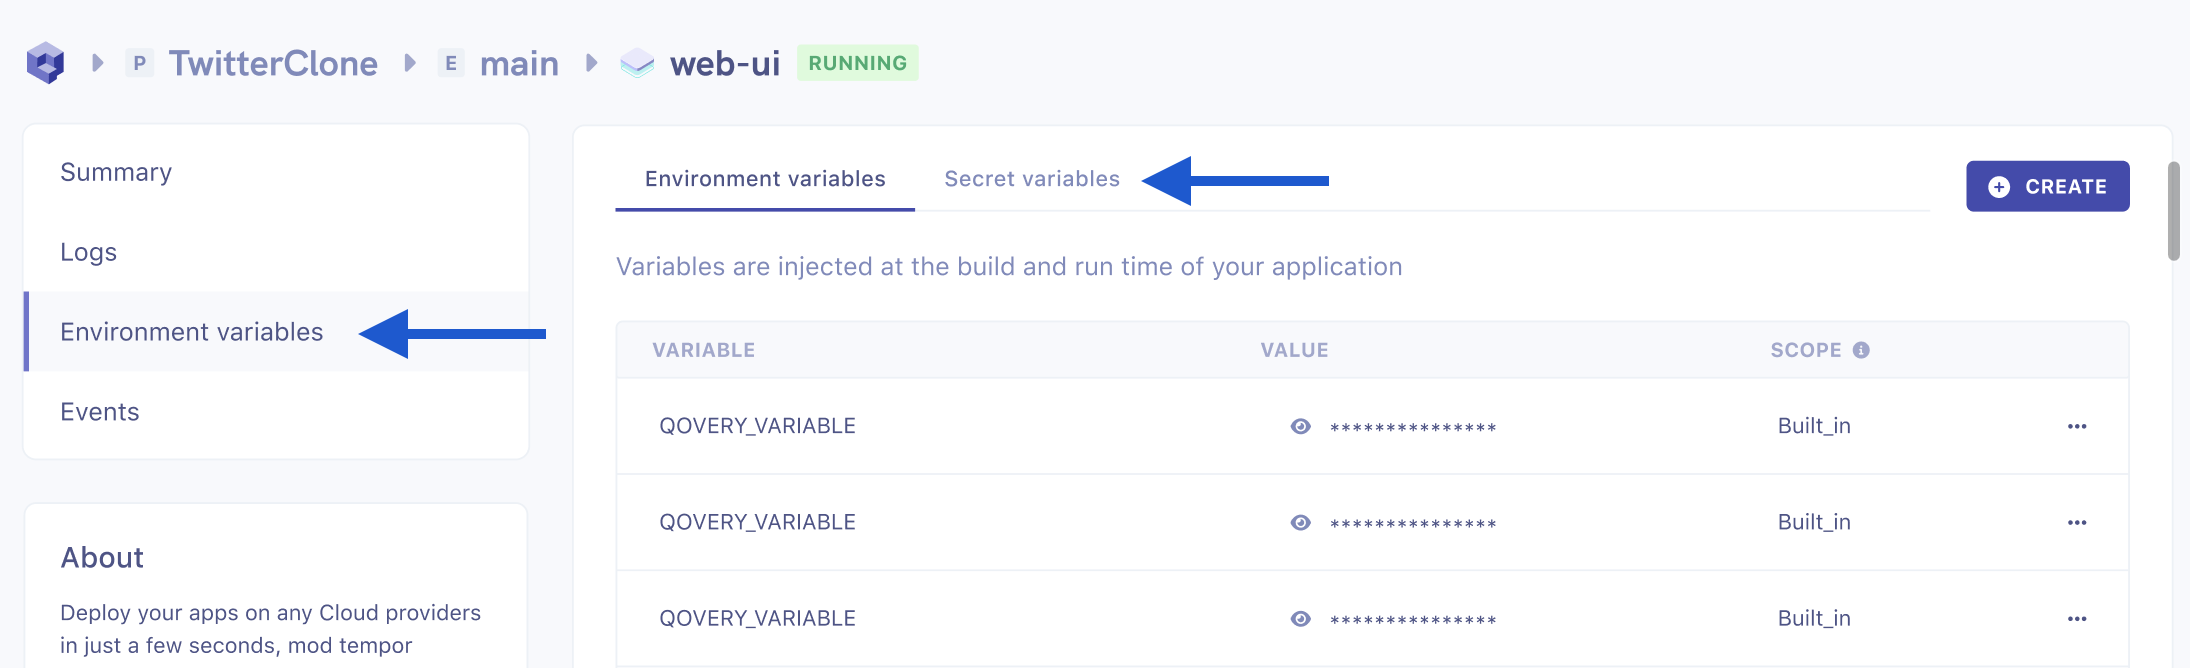 P TwitterClone E main web-ui RUNNING
Summary
Logs
Environment variables
Events
About
Deploy your apps on any Cloud providers
in just a few seconds, mod tempor
Environment variables Secret variables
CREATE
Variables are injected at the build and run time of your application
VARIABLE VALUE SCOPE
QOVERY_VARIABLE *************** Built_in
QOVERY_VARIABLE *************** Built_in
QOVERY_VARIABLE *************** Built_in